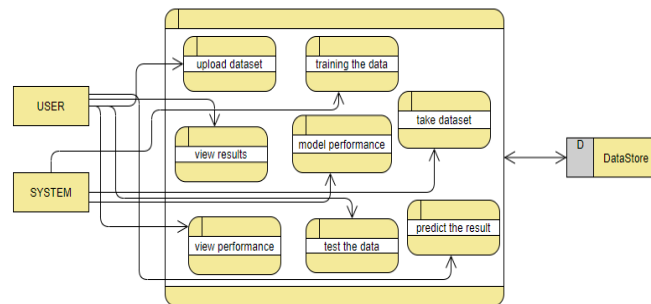 upload dataset
training the data
USER
take dataset
model performance
view results
D
DataStore
SYSTEM
predict the result
view performance
test the data